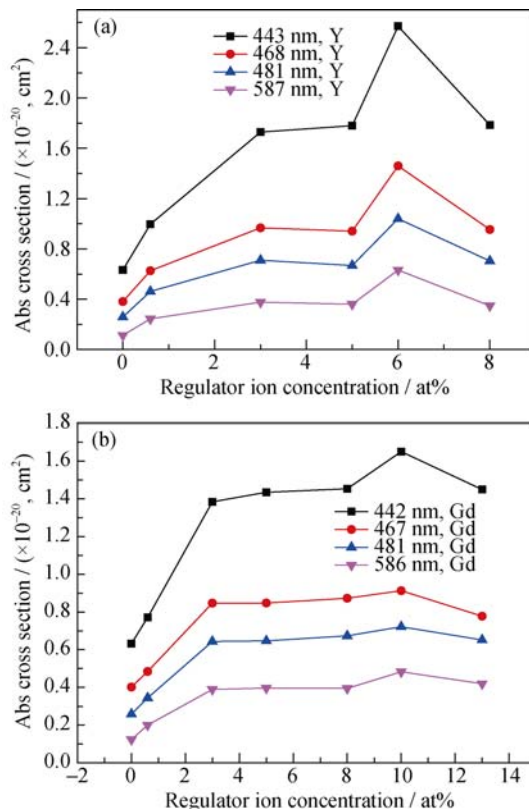 (a)
443 nm, Y
468 nm, Y
481 nm, Y
587 nm, Y
Abs cross section / (×10⁻²⁰, cm²)
2.4
2.0
1.6
1.2
0.8
0.4
0.0
0 2 4 6 8
Regulator ion concentration / at%
(b)
442 nm, Gd
467 nm, Gd
481 nm, Gd
586 nm, Gd
Abs cross section / (×10⁻²⁰, cm²)
1.8
1.6
1.4
1.2
1.0
0.8
0.6
0.4
0.2
0.0
−2 0 2 4 6 8 10 12 14
Regulator ion concentration / at%